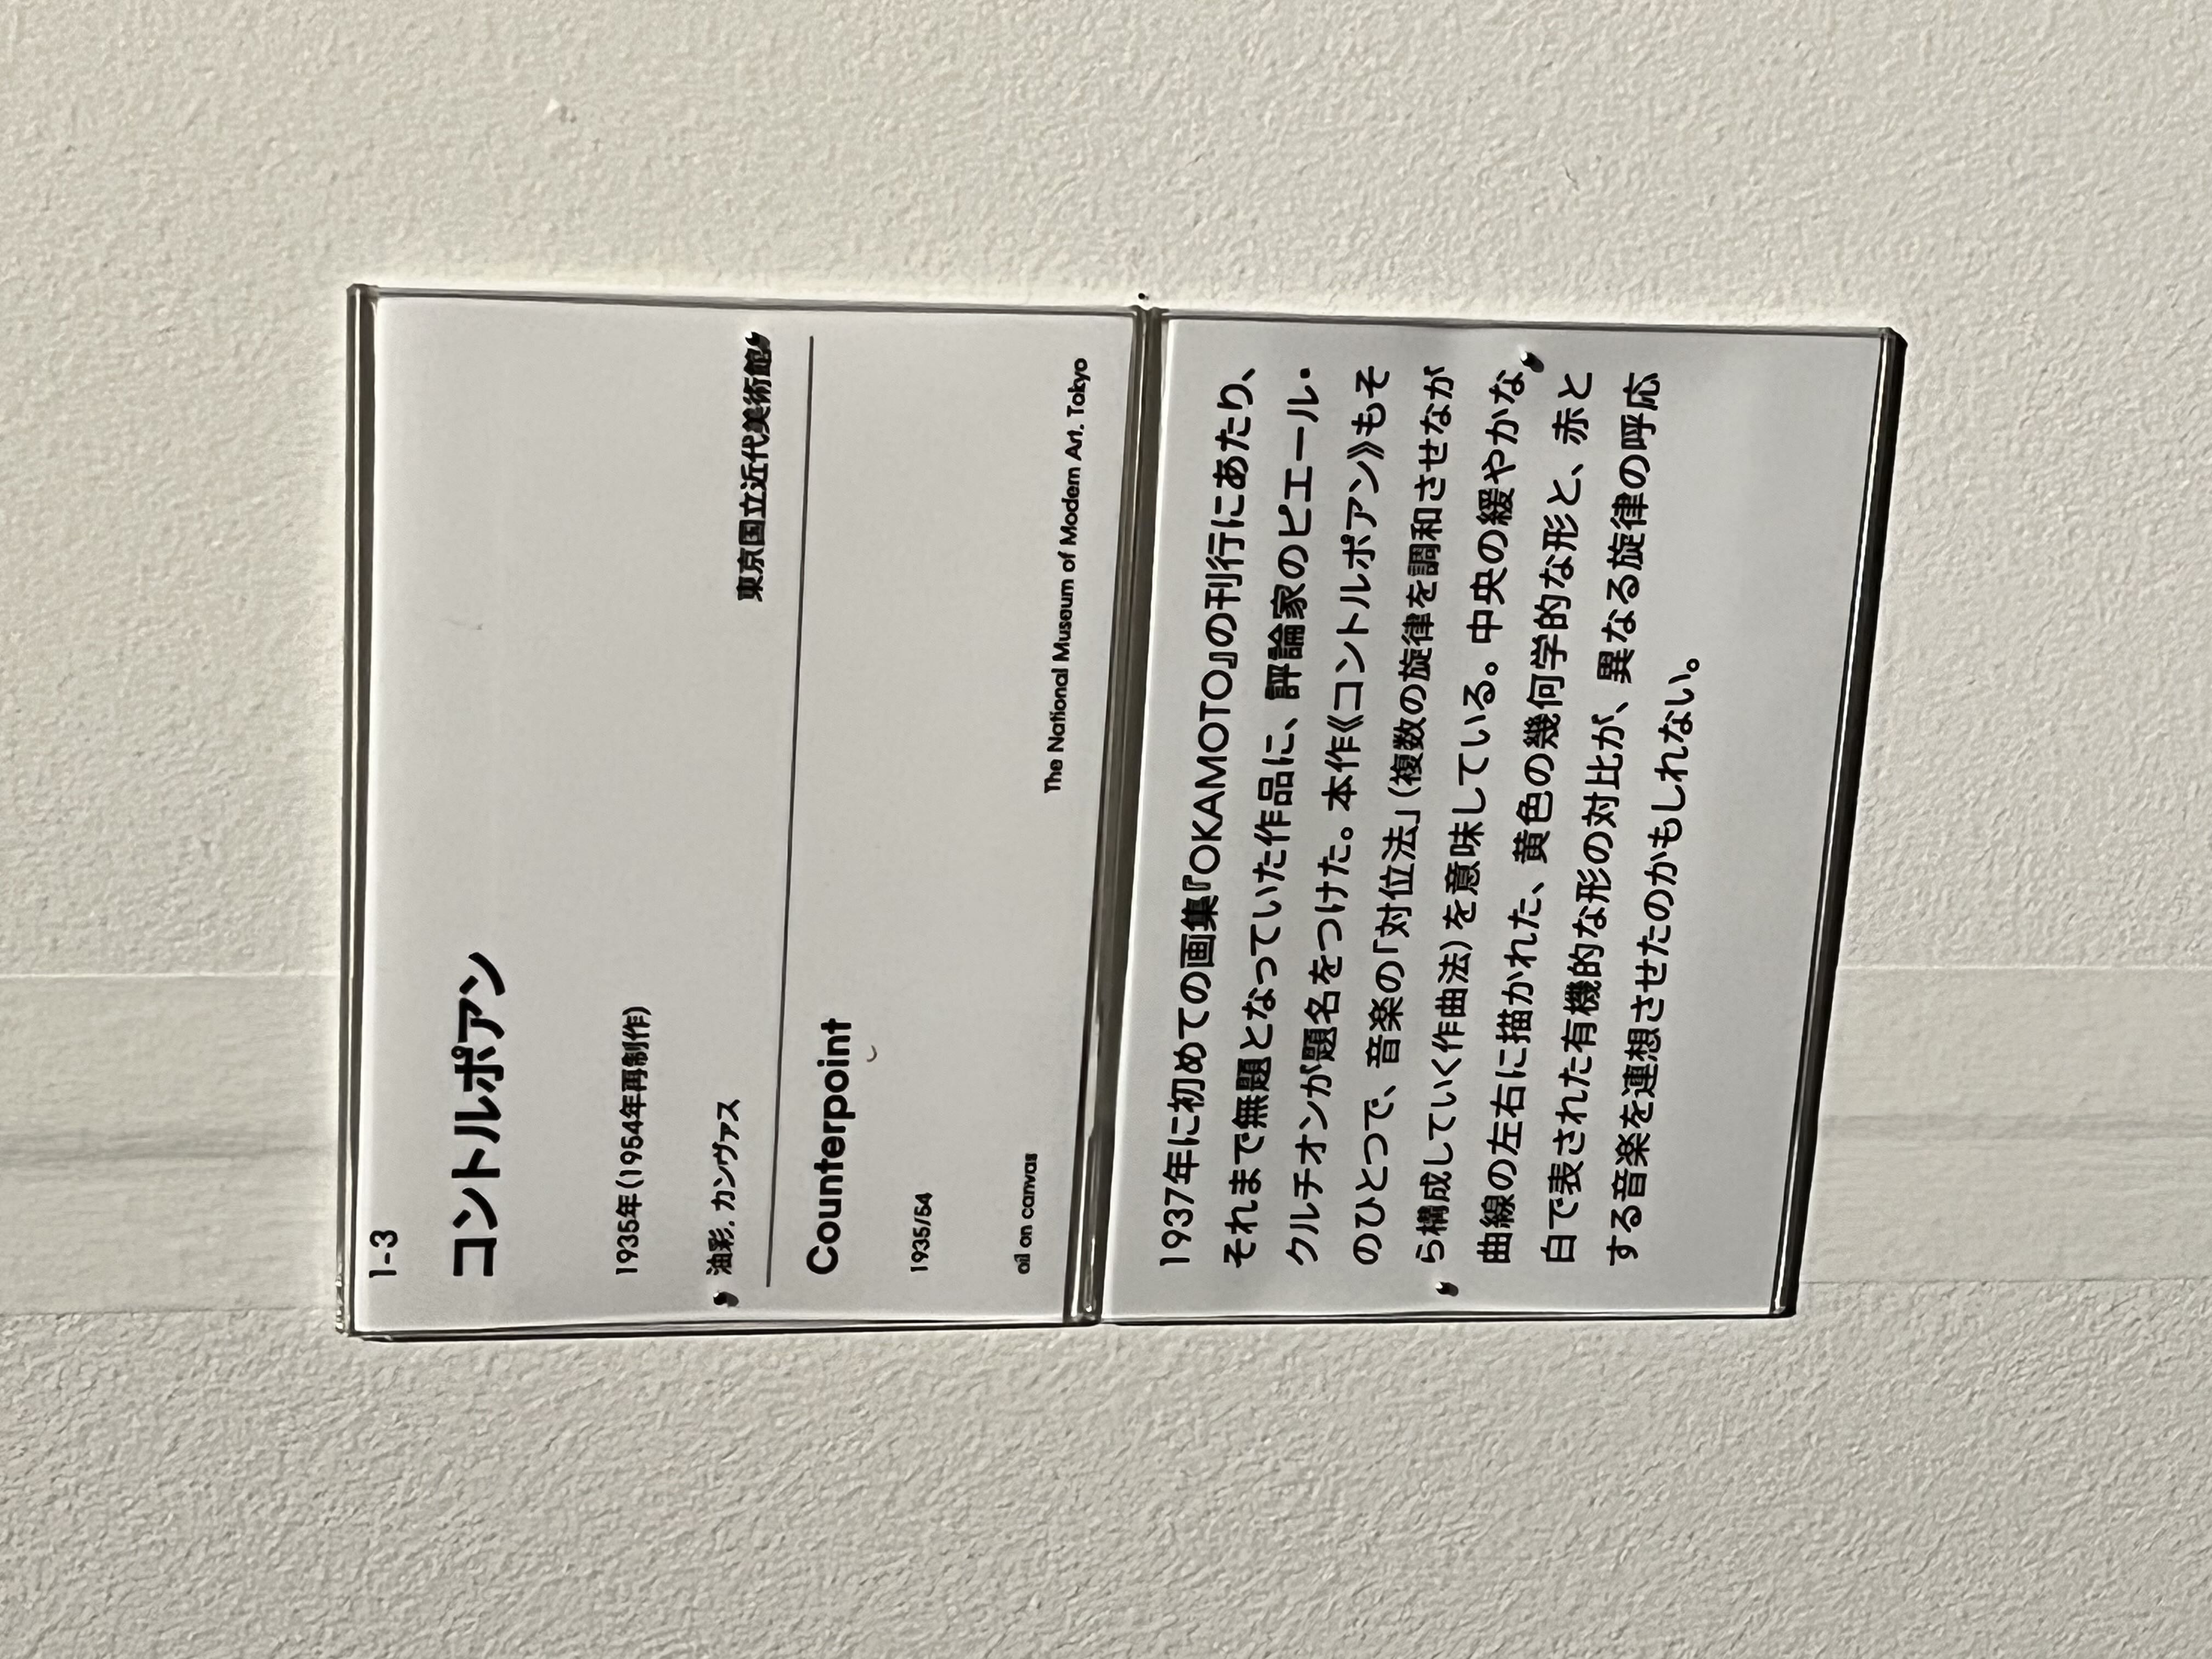 1-3
コントルポアン
1935年(1954年再制作)
油彩、カンヴァス
東京国立近代美術館
Counterpoint
1935/54
oil on canvas
The National Museum of Modern Art, Tokyo
1937年に初めての画集『OKAMOTO』の刊行にあたり、
それまで無題となっていた作品に、評論家のピエール・
クルチオンが題名をつけた。本作《コントルポアン》もそ
のひとつで、音楽の「対位法」(複数の旋律を調和させなが
ら構成していく作曲法)を意味している。中央の緩やかな
曲線の左右に描かれた、黄色の幾何学的な形と、赤と
白で表された有機的な形の対比が、異なる旋律の呼応
する音楽を連想させたのかもしれない。